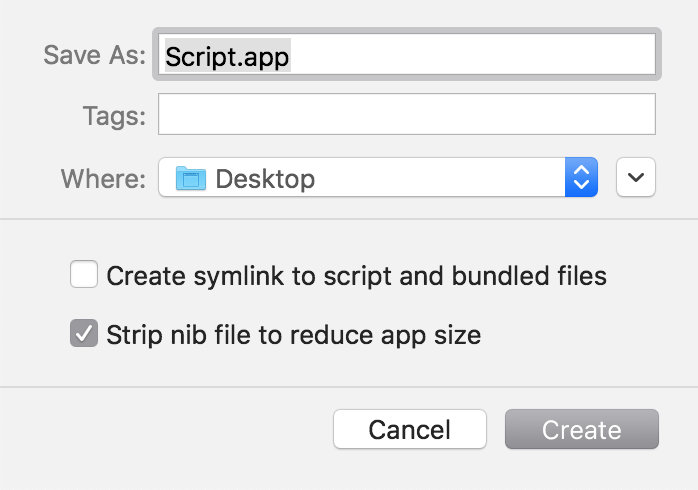 Save As: Script.app
Tags:
Where: Desktop
Create symlink to script and bundled files
Strip nib file to reduce app size
Cancel Create